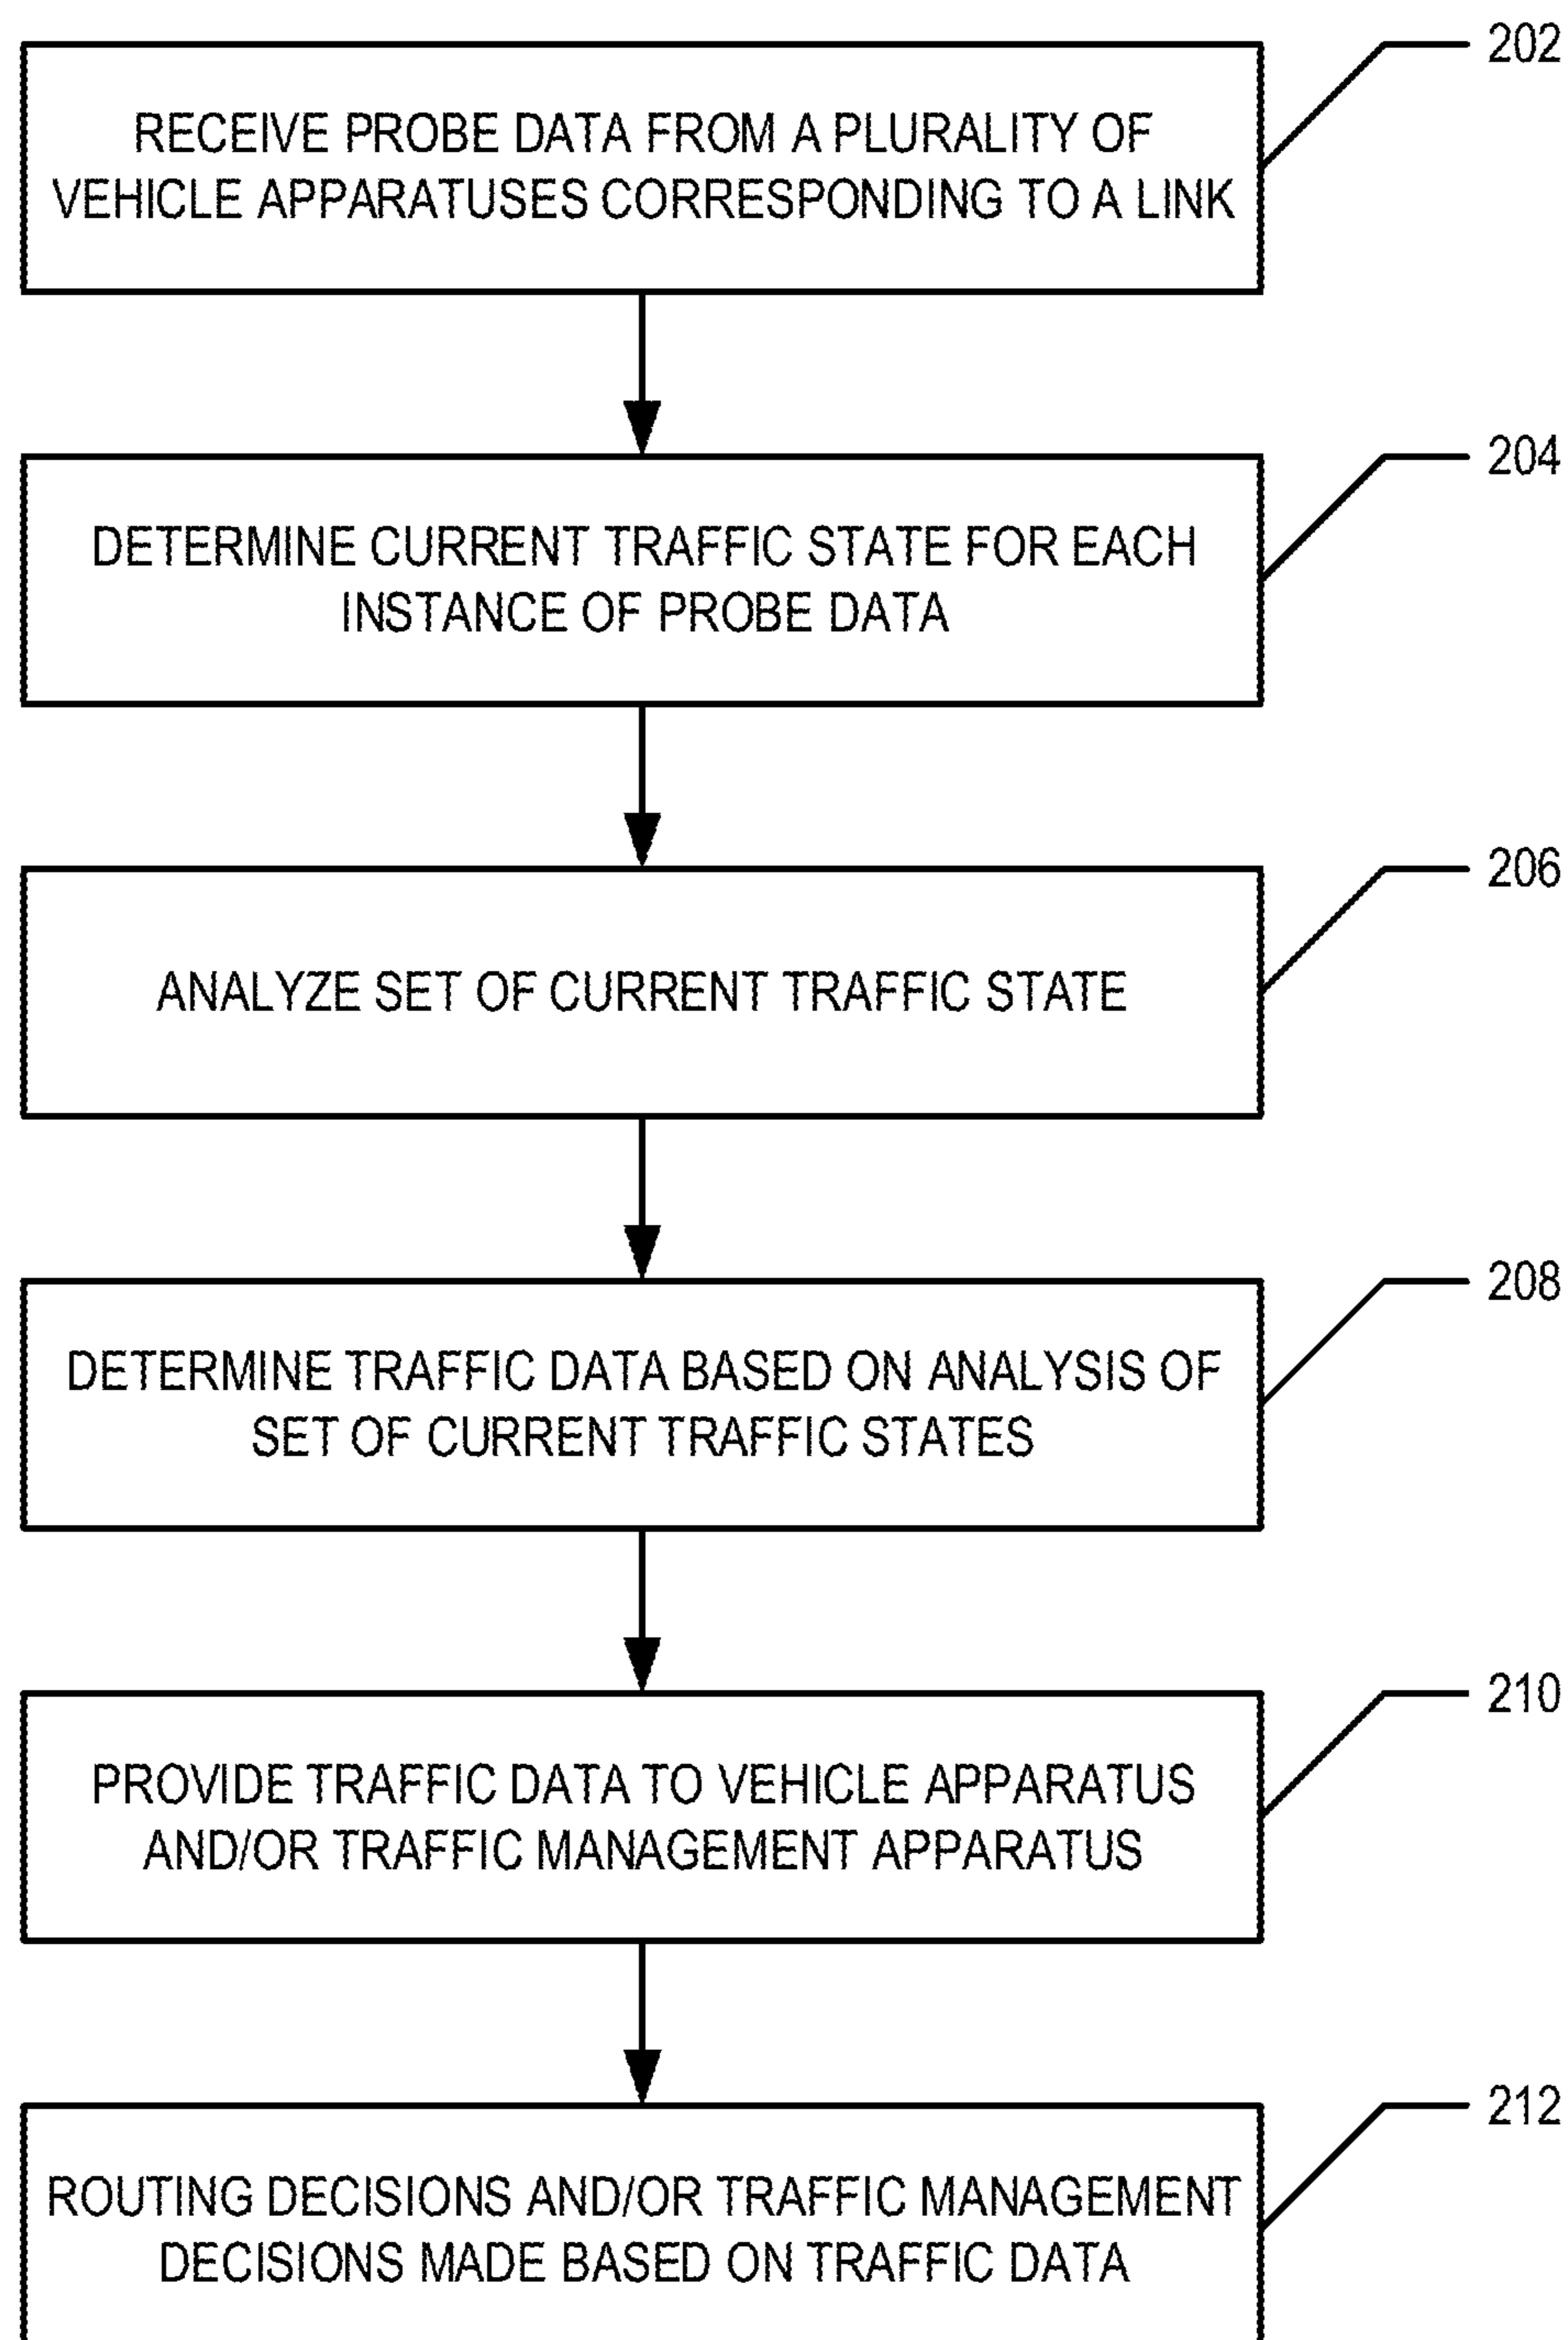 202
RECEIVE PROBE DATA FROM A PLURALITY OF
VEHICLE APPARATUSES CORRESPONDING TO A LINK
204
DETERMINE CURRENT TRAFFIC STATE FOR EACH
INSTANCE OF PROBE DATA
206
ANALYZE SET OF CURRENT TRAFFIC STATE
208
DETERMINE TRAFFIC DATA BASED ON ANALYSIS OF
SET OF CURRENT TRAFFIC STATES
210
PROVIDE TRAFFIC DATA TO VEHICLE APPARATUS
AND/OR TRAFFIC MANAGEMENT APPARATUS
212
ROUTING DECISIONS AND/OR TRAFFIC MANAGEMENT
DECISIONS MADE BASED ON TRAFFIC DATA